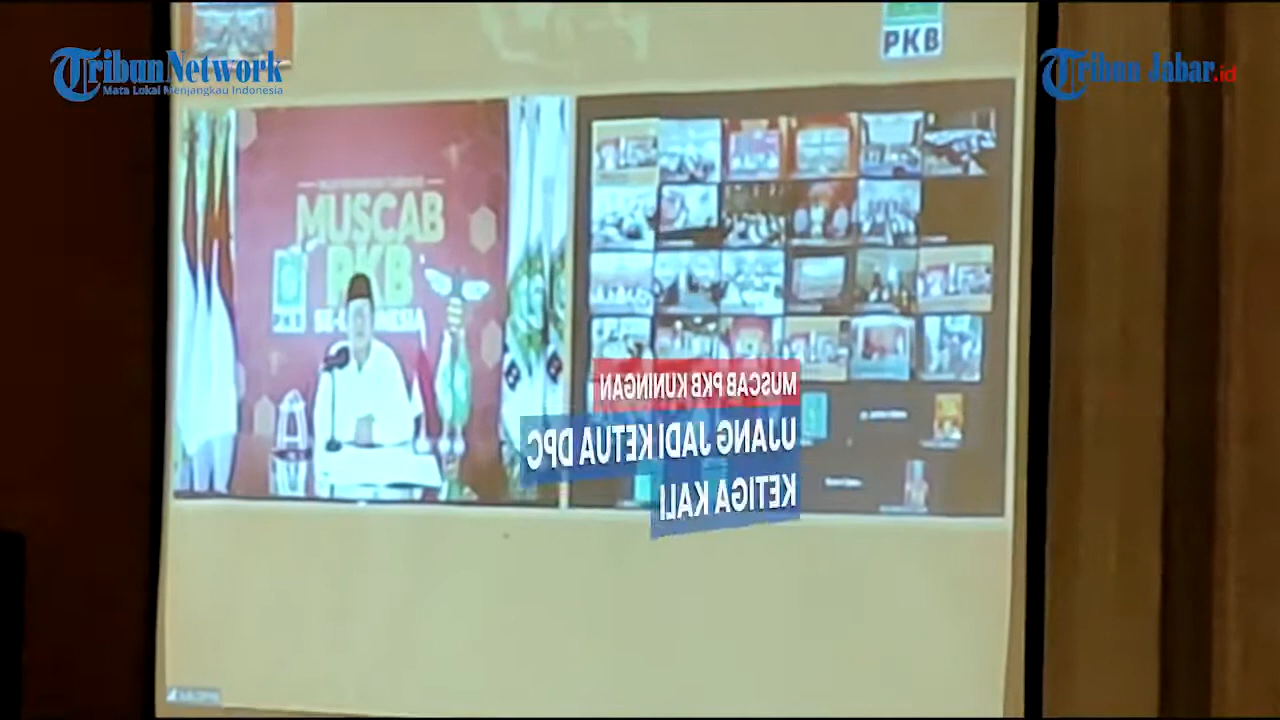 TribunNetwork
Mata Lokal Menjangkau Indonesia
PKB
Tribun Jabar.id
MUSCAB
PKB
PKB
MUSCAB PKB KUNINGAN
UJANG JADI KETUA DPC
KETIGA KALI